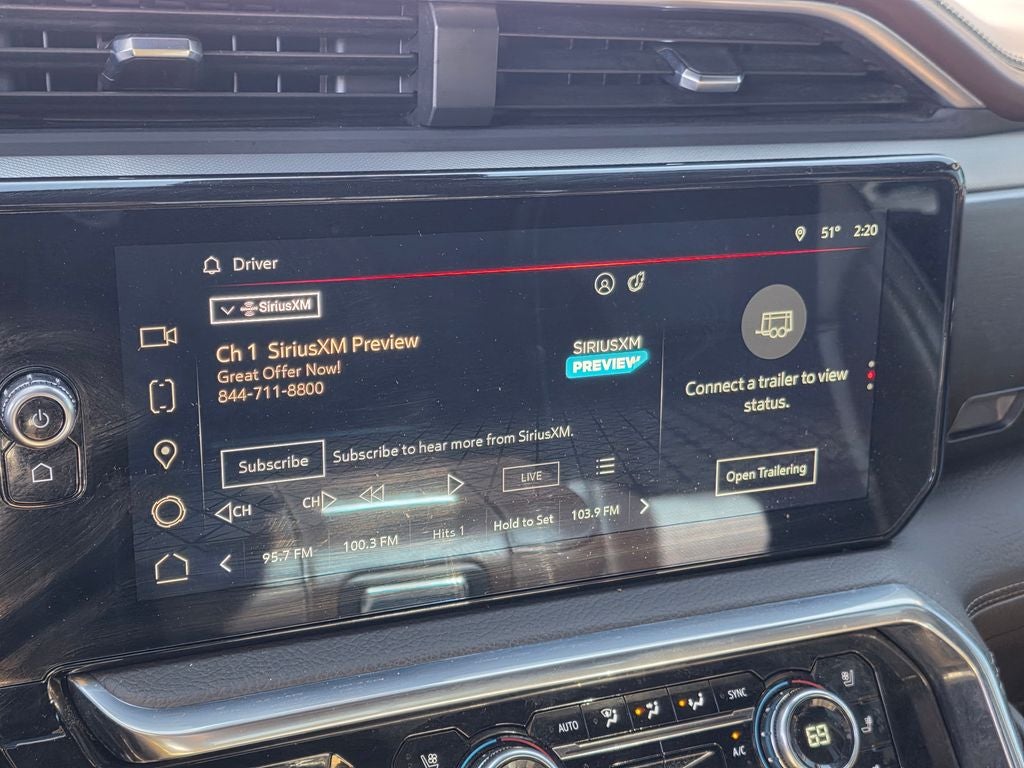 51° 2:20
Driver
SiriusXM
Ch 1 SiriusXM Preview
Great Offer Now!
844-711-8800
SIRIUSXM
PREVIEW
Connect a trailer to view
status.
Open Trailering
Subscribe
Subscribe to hear more from SiriusXM.
CH
CH
LIVE
95.7 FM
100.3 FM
Hits 1
Hold to Set
103.9 FM
AUTO
SYNC
A/C
69